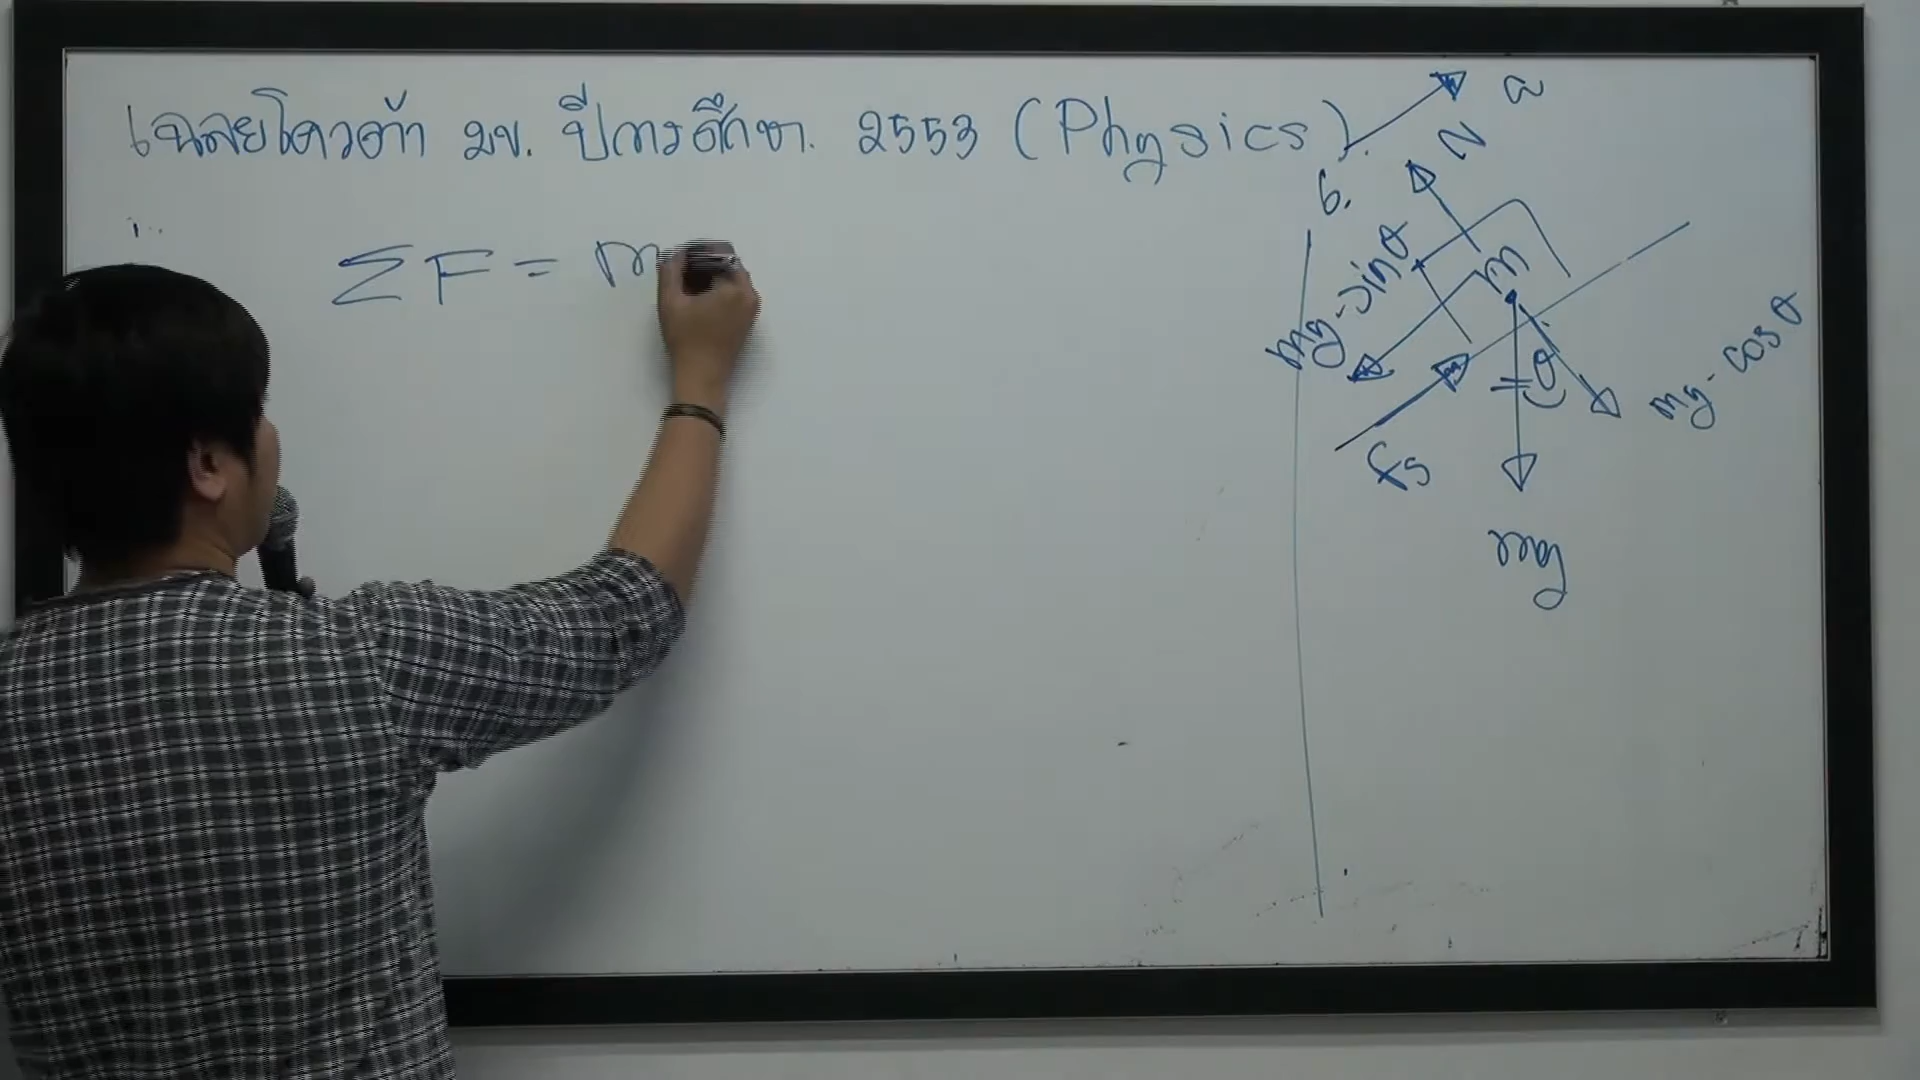 เฉลยโควต้า มข. ปีการศึกษา. 2553 (Physics).
ΣF = m
6.
a
N
m
mg.sinθ
θ
mg.cosθ
fs
mg